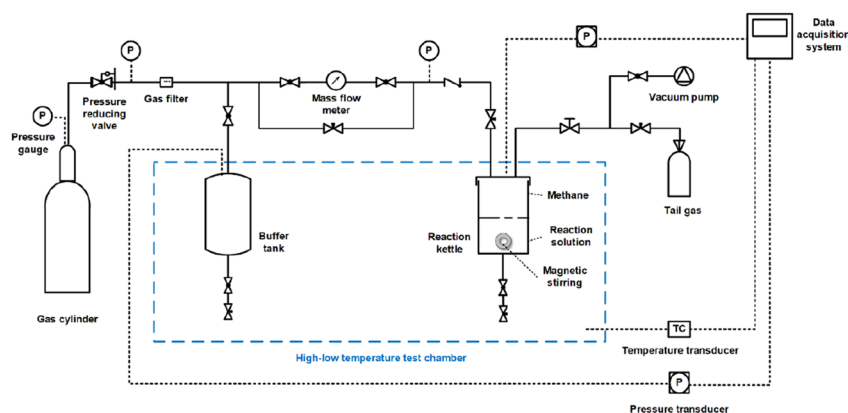 P
P
P
Data
acquisition
system
Pressure
reducing
valve
Gas filter
Mass flow
meter
Vacuum pump
P
Pressure
gauge
Methane
Tail gas
Buffer
tank
Reaction
kettle
Reaction
solution
Magnetic
stirring
Gas cylinder
TC
Temperature transducer
High-low temperature test chamber
P
Pressure transducer